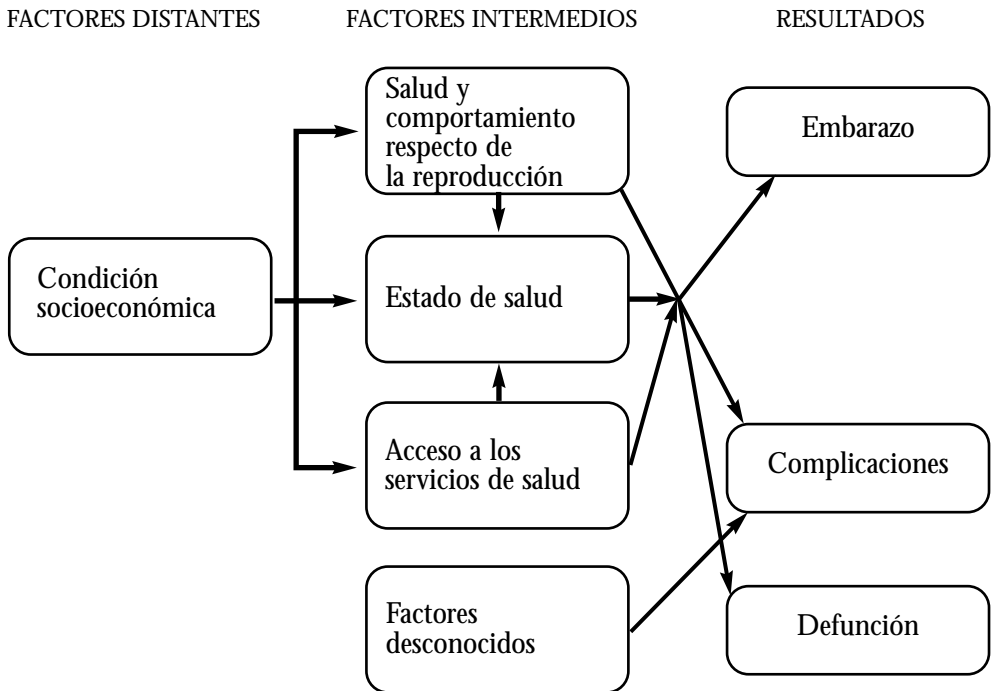 FACTORES DISTANTES
FACTORES INTERMEDIOS
RESULTADOS
Condición
socioeconómica
Salud y
comportamiento
respecto de
la reproducción
Estado de salud
Acceso a los
servicios de salud
Factores
desconocidos
Embarazo
Complicaciones
Defunción